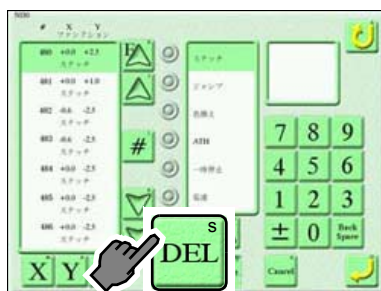 # X Y
ファンクション
480 +0.0 +2.5
ステッチ
481 +0.0 +1.0
ステッチ
482 -0.6 -2.5
ステッチ
483 -0.6 -2.5
ステッチ
484 +0.0 -2.5
ステッチ
485 +0.0 -2.5
ステッチ
486 +0.0 -2.5
ステッチ
#
ステッチ
ジャンプ
色替え
ATH
一時停止
低速
7 8 9
4 5 6
1 2 3
± 0 Back Space
X Y
S
DEL
Cancel